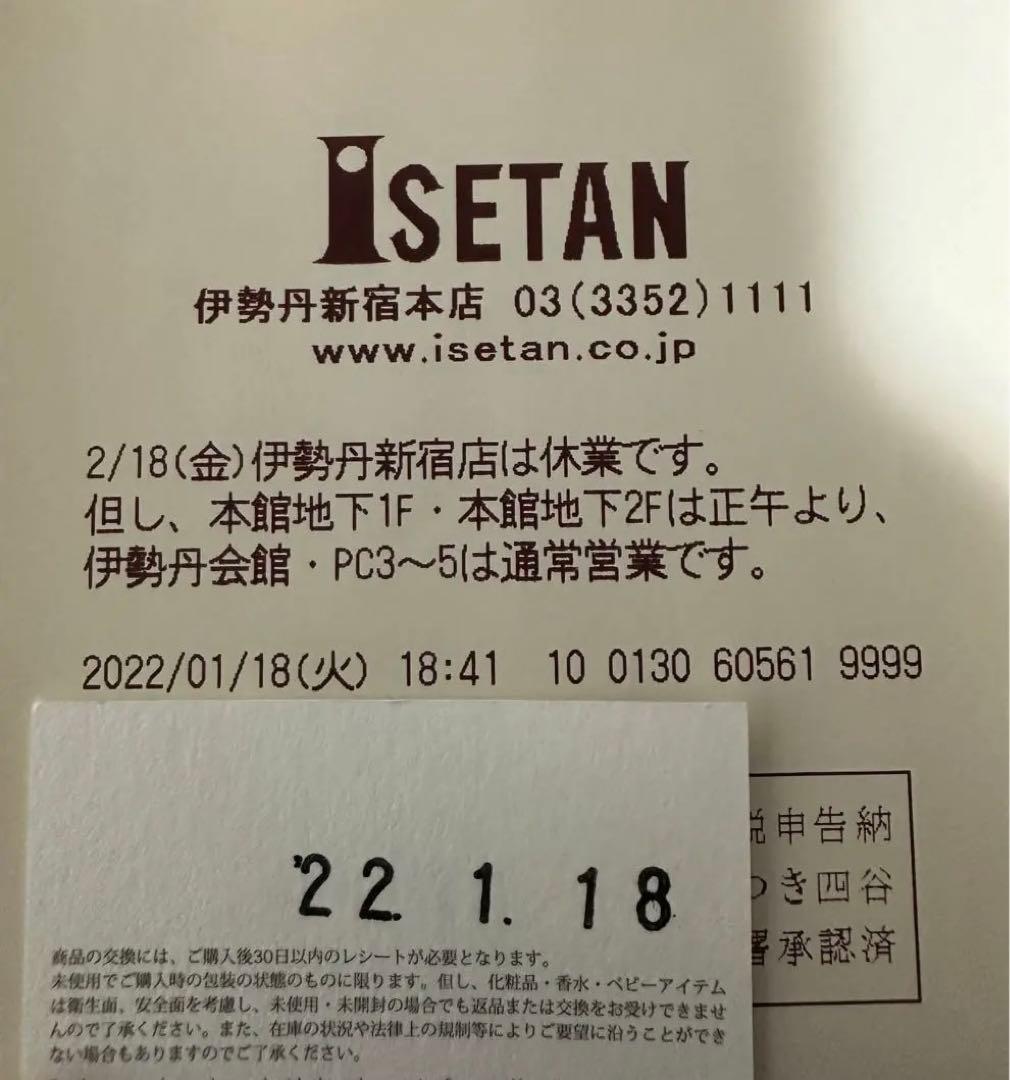 ISETAN
伊勢丹新宿本店 03(3352)1111
www.isetan.co.jp
2/18(金)伊勢丹新宿店は休業です。
但し、本館地下1F・本館地下2Fは正午より、
伊勢丹会館・PC3〜5は通常営業です。
2022/01/18(火) 18:41 10 0130 60561 9999
申告納
つき四谷
署承認済
'22. 1. 18
商品の交換には、ご購入後30日以内のレシートが必要となります。
未使用でご購入時の包装の状態のものに限ります。但し、化粧品・香水・ベビーアイテム
は衛生面、安全面を考慮し、未使用・未開封の場合でも返品または交換をお受けできませ
んので了承ください。また、在庫の状況や法律上の規制等によりご要望に沿うことができ
ない場合もありますのでご了承ください。